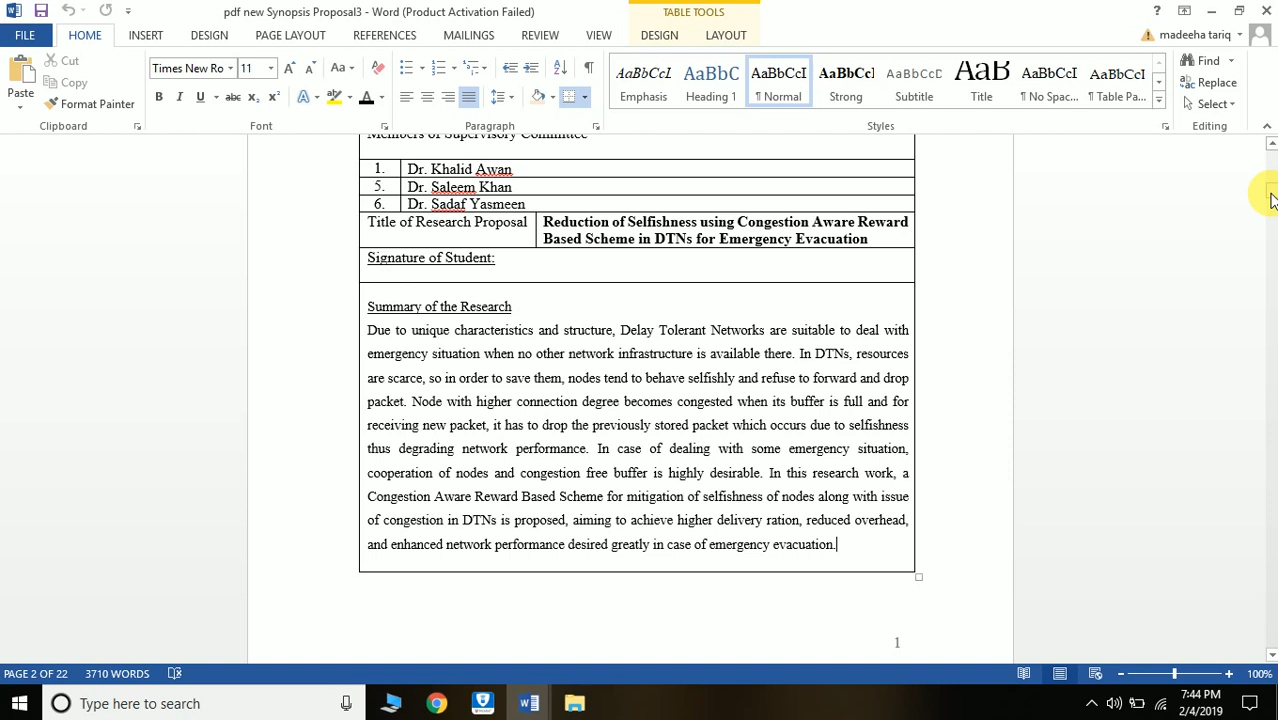 pdf new Synopsis Proposal3 - Word (Product Activation Failed)
TABLE TOOLS
FILE HOME INSERT DESIGN PAGE LAYOUT REFERENCES MAILINGS REVIEW VIEW DESIGN LAYOUT madeeha tariq
Paste
Cut
Copy
Format Painter
Clipboard
Times New Ro 11
Font
Paragraph
AaBbCcI AaBbC AaBbCcI AaBbCcI AaBbCcD AaB AaBbCcI AaBbCcI
Emphasis Heading 1 ¶ Normal Strong Subtitle Title ¶ No Spac... ¶ Table Pa...
Styles
Find
Replace
Select
Editing
Members of Supervisory Committee
1. Dr. Khalid Awan
5. Dr. Saleem Khan
6. Dr. Sadaf Yasmeen
Title of Research Proposal Reduction of Selfishness using Congestion Aware Reward
Based Scheme in DTNs for Emergency Evacuation
Signature of Student:
Summary of the Research
Due to unique characteristics and structure, Delay Tolerant Networks are suitable to deal with
emergency situation when no other network infrastructure is available there. In DTNs, resources
are scarce, so in order to save them, nodes tend to behave selfishly and refuse to forward and drop
packet. Node with higher connection degree becomes congested when its buffer is full and for
receiving new packet, it has to drop the previously stored packet which occurs due to selfishness
thus degrading network performance. In case of dealing with some emergency situation,
cooperation of nodes and congestion free buffer is highly desirable. In this research work, a
Congestion Aware Reward Based Scheme for mitigation of selfishness of nodes along with issue
of congestion in DTNs is proposed, aiming to achieve higher delivery ration, reduced overhead,
and enhanced network performance desired greatly in case of emergency evacuation.
1
PAGE 2 OF 22 3710 WORDS 100%
Type here to search
7:44 PM
2/4/2019